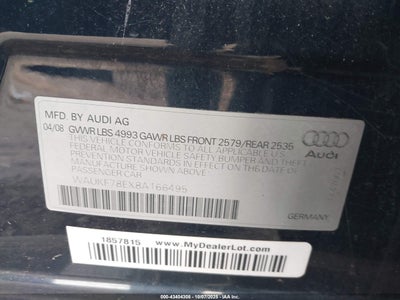 MFD. BY AUDI AG
04/08 GVWR LBS 4993 GAWR LBS FRONT 2579/REAR 2535
THIS VEHICLE CONFORMS TO ALL APPLICABLE U.S.
FEDERAL MOTOR VEHICLE SAFETY BUMPER AND THEFT
PREVENTION STANDARDS IN EFFECT ON THE DATE OF
MANUFACTURE SHOWN ABOVE
PASSENGER CAR
WAUKF78EX8A166495
Audi
GERMANY
1857815
www.
MyDealerLot.com
000-43404308 - 10/07/2025 - IAA Inc.